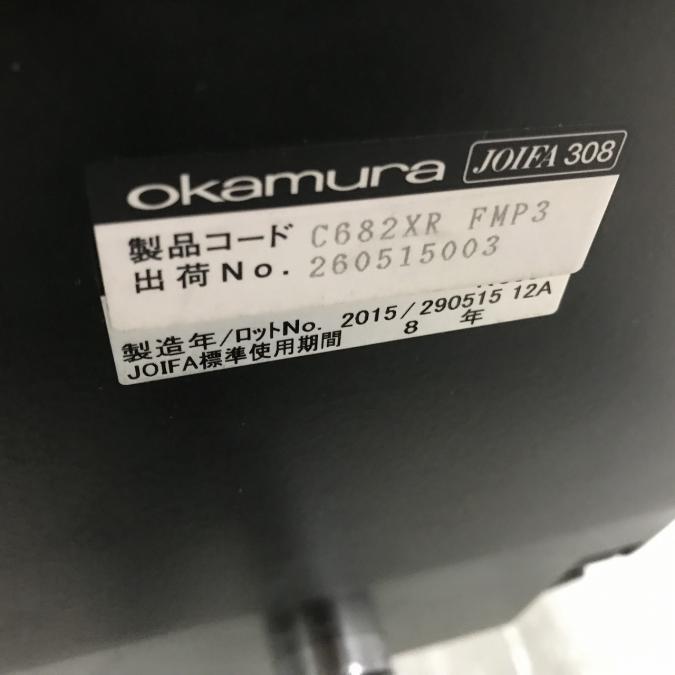 okamura JOIFA 308
製品コード C682XR FMP3
出荷No. 260515003
製造年/ロットNo. 2015/290515 12A
JOIFA標準使用期間 8 年